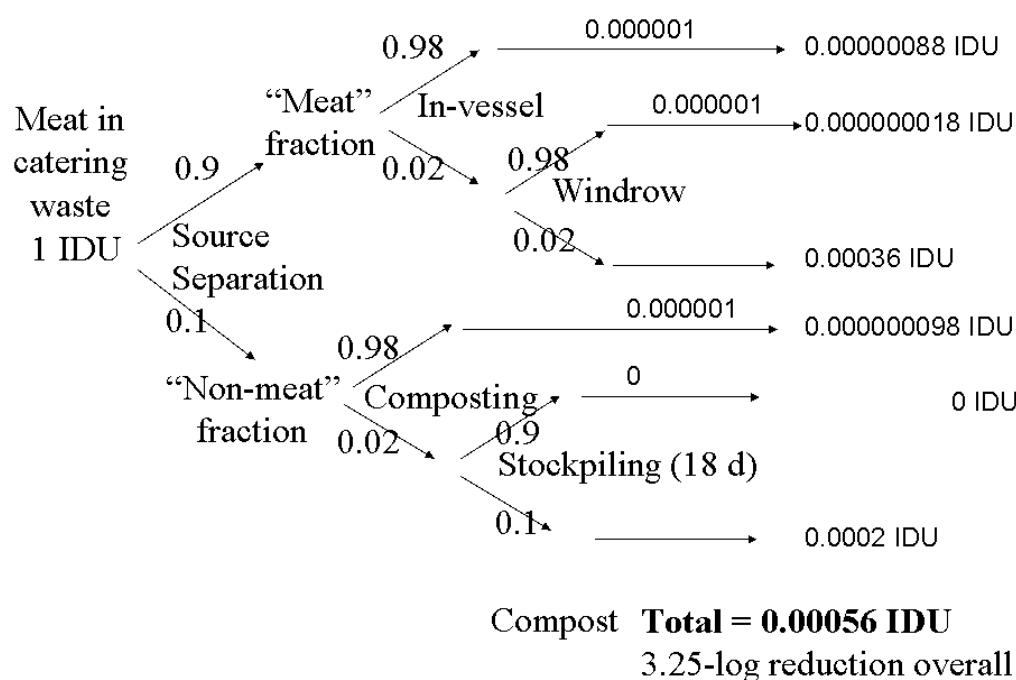 0.000001
0.98
0.00000088 IDU
“Meat”
fraction
In-vessel
0.000001
Meat in
catering
waste
1 IDU
0.9
0.02
0.98
0.000000018 IDU
Windrow
Source
Separation
0.02
0.00036 IDU
0.1
0.000001
0.98
0.000000098 IDU
“Non-meat”
fraction
Composting
0
0 IDU
0.02
0.9
Stockpiling (18 d)
0.1
0.0002 IDU
Compost Total = 0.00056 IDU
3.25-log reduction overall